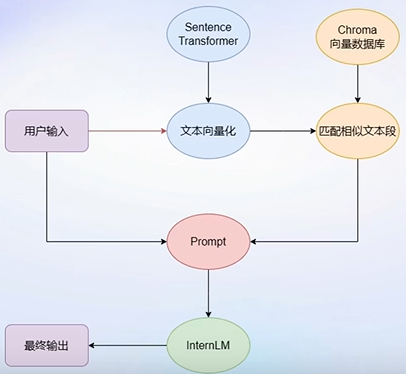 Sentence
Transformer
Chroma
向量数据库
用户输入
文本向量化
匹配相似文本段
Prompt
最终输出
InternLM